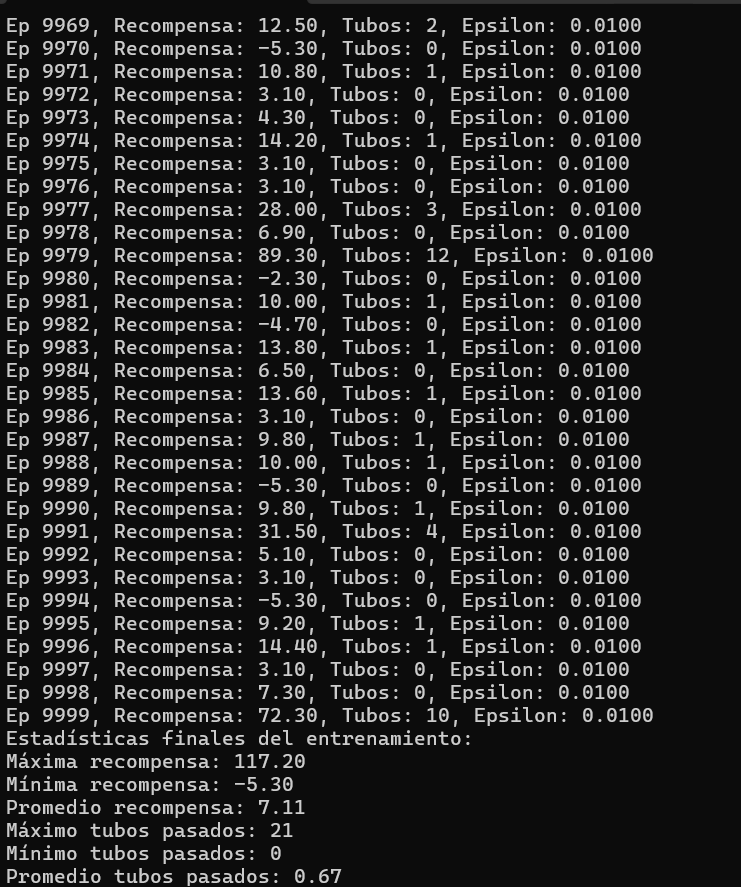 Ep 9969, Recompensa: 12.50, Tubos: 2, Epsilon: 0.0100
Ep 9970, Recompensa: -5.30, Tubos: 0, Epsilon: 0.0100
Ep 9971, Recompensa: 10.80, Tubos: 1, Epsilon: 0.0100
Ep 9972, Recompensa: 3.10, Tubos: 0, Epsilon: 0.0100
Ep 9973, Recompensa: 4.30, Tubos: 0, Epsilon: 0.0100
Ep 9974, Recompensa: 14.20, Tubos: 1, Epsilon: 0.0100
Ep 9975, Recompensa: 3.10, Tubos: 0, Epsilon: 0.0100
Ep 9976, Recompensa: 3.10, Tubos: 0, Epsilon: 0.0100
Ep 9977, Recompensa: 28.00, Tubos: 3, Epsilon: 0.0100
Ep 9978, Recompensa: 6.90, Tubos: 0, Epsilon: 0.0100
Ep 9979, Recompensa: 89.30, Tubos: 12, Epsilon: 0.0100
Ep 9980, Recompensa: -2.30, Tubos: 0, Epsilon: 0.0100
Ep 9981, Recompensa: 10.00, Tubos: 1, Epsilon: 0.0100
Ep 9982, Recompensa: -4.70, Tubos: 0, Epsilon: 0.0100
Ep 9983, Recompensa: 13.80, Tubos: 1, Epsilon: 0.0100
Ep 9984, Recompensa: 6.50, Tubos: 0, Epsilon: 0.0100
Ep 9985, Recompensa: 13.60, Tubos: 1, Epsilon: 0.0100
Ep 9986, Recompensa: 3.10, Tubos: 0, Epsilon: 0.0100
Ep 9987, Recompensa: 9.80, Tubos: 1, Epsilon: 0.0100
Ep 9988, Recompensa: 10.00, Tubos: 1, Epsilon: 0.0100
Ep 9989, Recompensa: -5.30, Tubos: 0, Epsilon: 0.0100
Ep 9990, Recompensa: 9.80, Tubos: 1, Epsilon: 0.0100
Ep 9991, Recompensa: 31.50, Tubos: 4, Epsilon: 0.0100
Ep 9992, Recompensa: 5.10, Tubos: 0, Epsilon: 0.0100
Ep 9993, Recompensa: 3.10, Tubos: 0, Epsilon: 0.0100
Ep 9994, Recompensa: -5.30, Tubos: 0, Epsilon: 0.0100
Ep 9995, Recompensa: 9.20, Tubos: 1, Epsilon: 0.0100
Ep 9996, Recompensa: 14.40, Tubos: 1, Epsilon: 0.0100
Ep 9997, Recompensa: 3.10, Tubos: 0, Epsilon: 0.0100
Ep 9998, Recompensa: 7.30, Tubos: 0, Epsilon: 0.0100
Ep 9999, Recompensa: 72.30, Tubos: 10, Epsilon: 0.0100
Estadísticas finales del entrenamiento:
Máxima recompensa: 117.20
Mínima recompensa: -5.30
Promedio recompensa: 7.11
Máximo tubos pasados: 21
Mínimo tubos pasados: 0
Promedio tubos pasados: 0.67